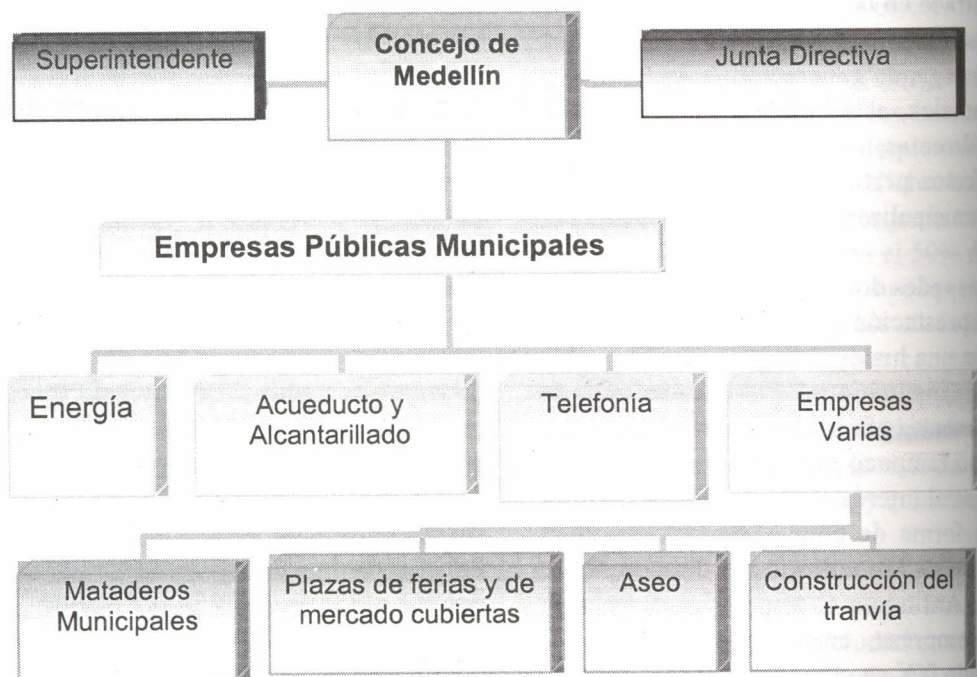 Superintendente
Concejo de
Medellín
Junta Directiva
Empresas Públicas Municipales
Energía
Acueducto y
Alcantarillado
Telefonía
Empresas
Varias
Mataderos
Municipales
Plazas de ferias y de
mercado cubiertas
Aseo
Construcción del
tranvía